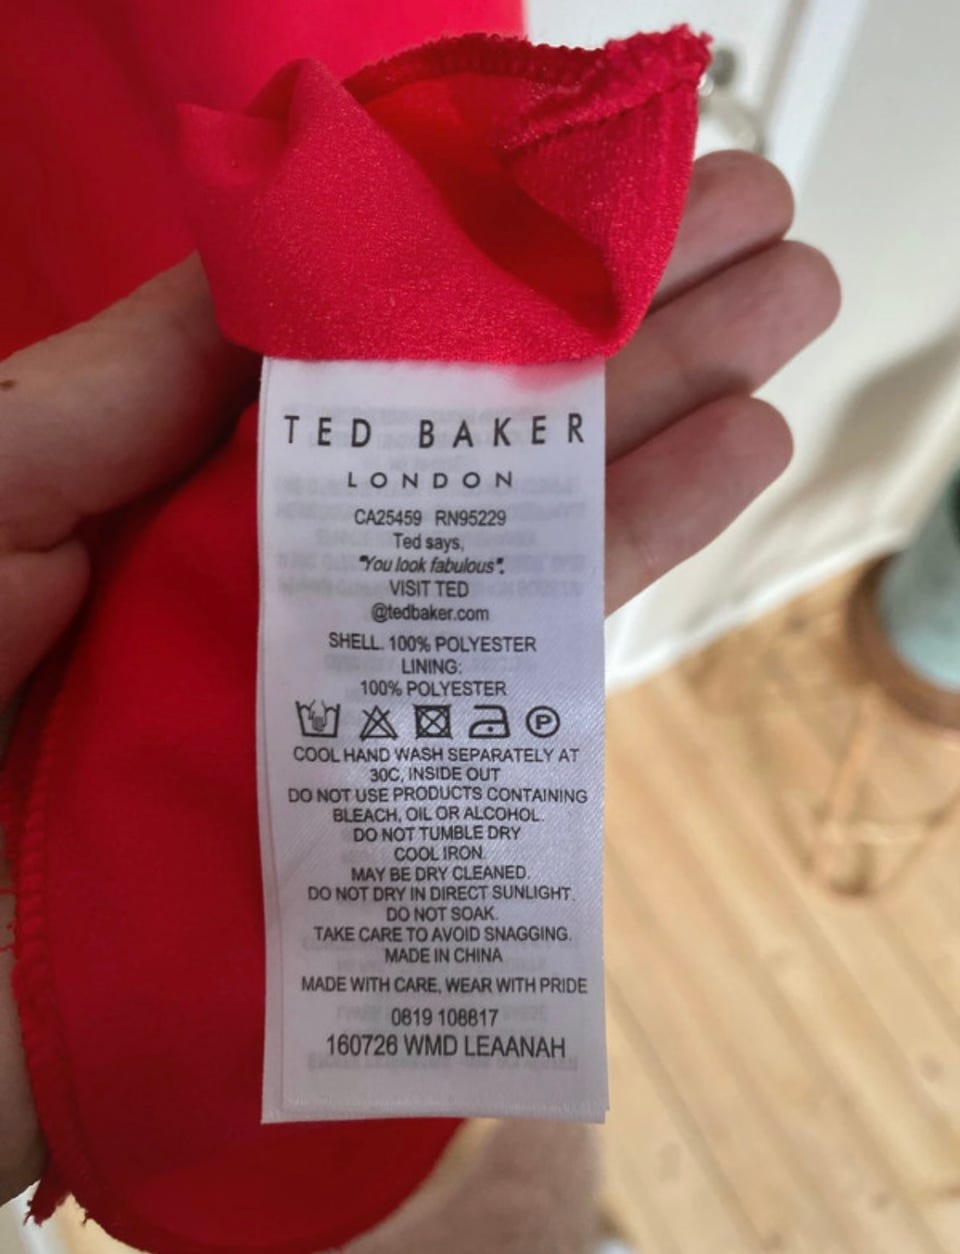 TED BAKER
LONDON
CA25459 RN95229
Ted says,
"You look fabulous".
VISIT TED
@tedbaker.com
SHELL. 100% POLYESTER
LINING:
100% POLYESTER
P
COOL HAND WASH SEPARATELY AT
30C, INSIDE OUT
DO NOT USE PRODUCTS CONTAINING
BLEACH, OIL OR ALCOHOL.
DO NOT TUMBLE DRY
COOL IRON.
MAY BE DRY CLEANED.
DO NOT DRY IN DIRECT SUNLIGHT.
DO NOT SOAK.
TAKE CARE TO AVOID SNAGGING.
MADE IN CHINA
MADE WITH CARE, WEAR WITH PRIDE
0819 108817
160726 WMD LEAANAH